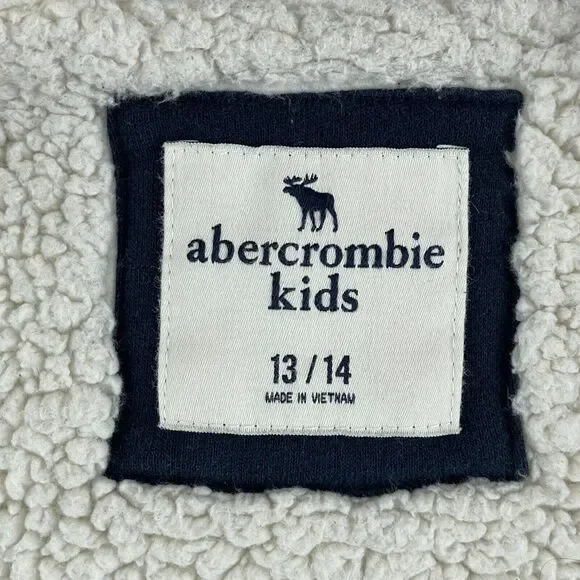 abercrombie
kids
13 / 14
MADE IN VIETNAM